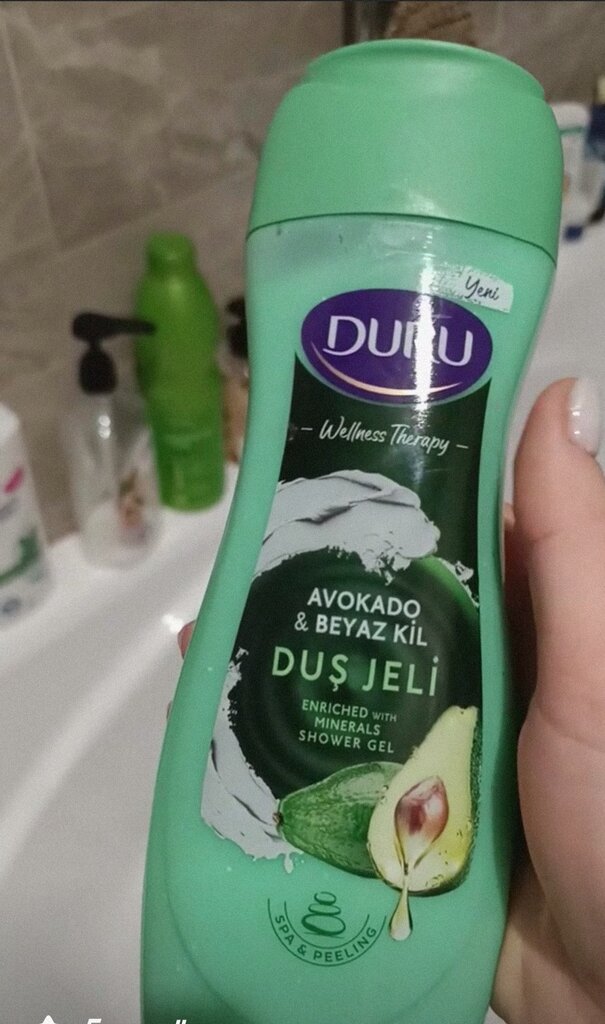 Yeni
DURU
– Wellness Therapy –
AVOKADO
& BEYAZ KİL
DUŞ JELİ
ENRICHED WITH
MINERALS
SHOWER GEL
SPA & PEELING